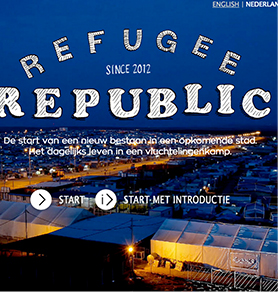 ENGLISH | NEDERLAN
REFUGEE
SINCE 2012
REPUBLIC
De start van een nieuw bestaan in een opkomende stad.
Het dagelijks leven in een vluchtelingenkamp.
START
i START-MET INTRODUCTIE